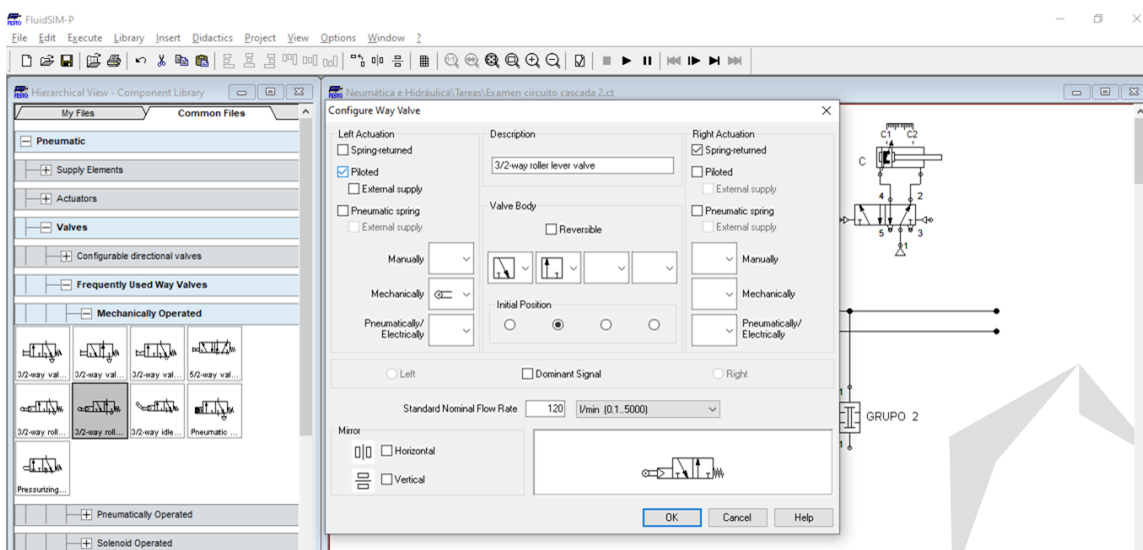 FluidSIM-P
File Edit Execute Library Insert Didactics Project View Options Window ?
Hierarchical View - Component Library
My Files
Common Files
Pneumatic
Supply Elements
Actuators
Valves
Configurable directional valves
Frequently Used Way Valves
Mechanically Operated
3/2-way val... 3/2-way val... 3/2-way val... 5/2-way val...
3/2-way roll... 3/2-way roll... 3/2-way idle... Pneumatic ...
Pressurizing...
Pneumatically Operated
Solenoid Operated
Neumática e Hidráulica\Tareas\Examen circuito cascada 2.ct
Configure Way Valve
Left Actuation
Spring-returned
Piloted
External supply
Pneumatic spring
External supply
Manually
Mechanically
Pneumatically/
Electrically
Description
3/2-way roller lever valve
Valve Body
Reversible
Initial Position
Right Actuation
Spring-returned
Piloted
External supply
Pneumatic spring
External supply
Manually
Mechanically
Pneumatically/
Electrically
Left
Dominant Signal
Right
Standard Nominal Flow Rate 120 l/min (0.1..5000)
Mirror
Horizontal
Vertical
OK Cancel Help
C1 C2
C
4 2
5 3
1
1
GRUPO 2
1